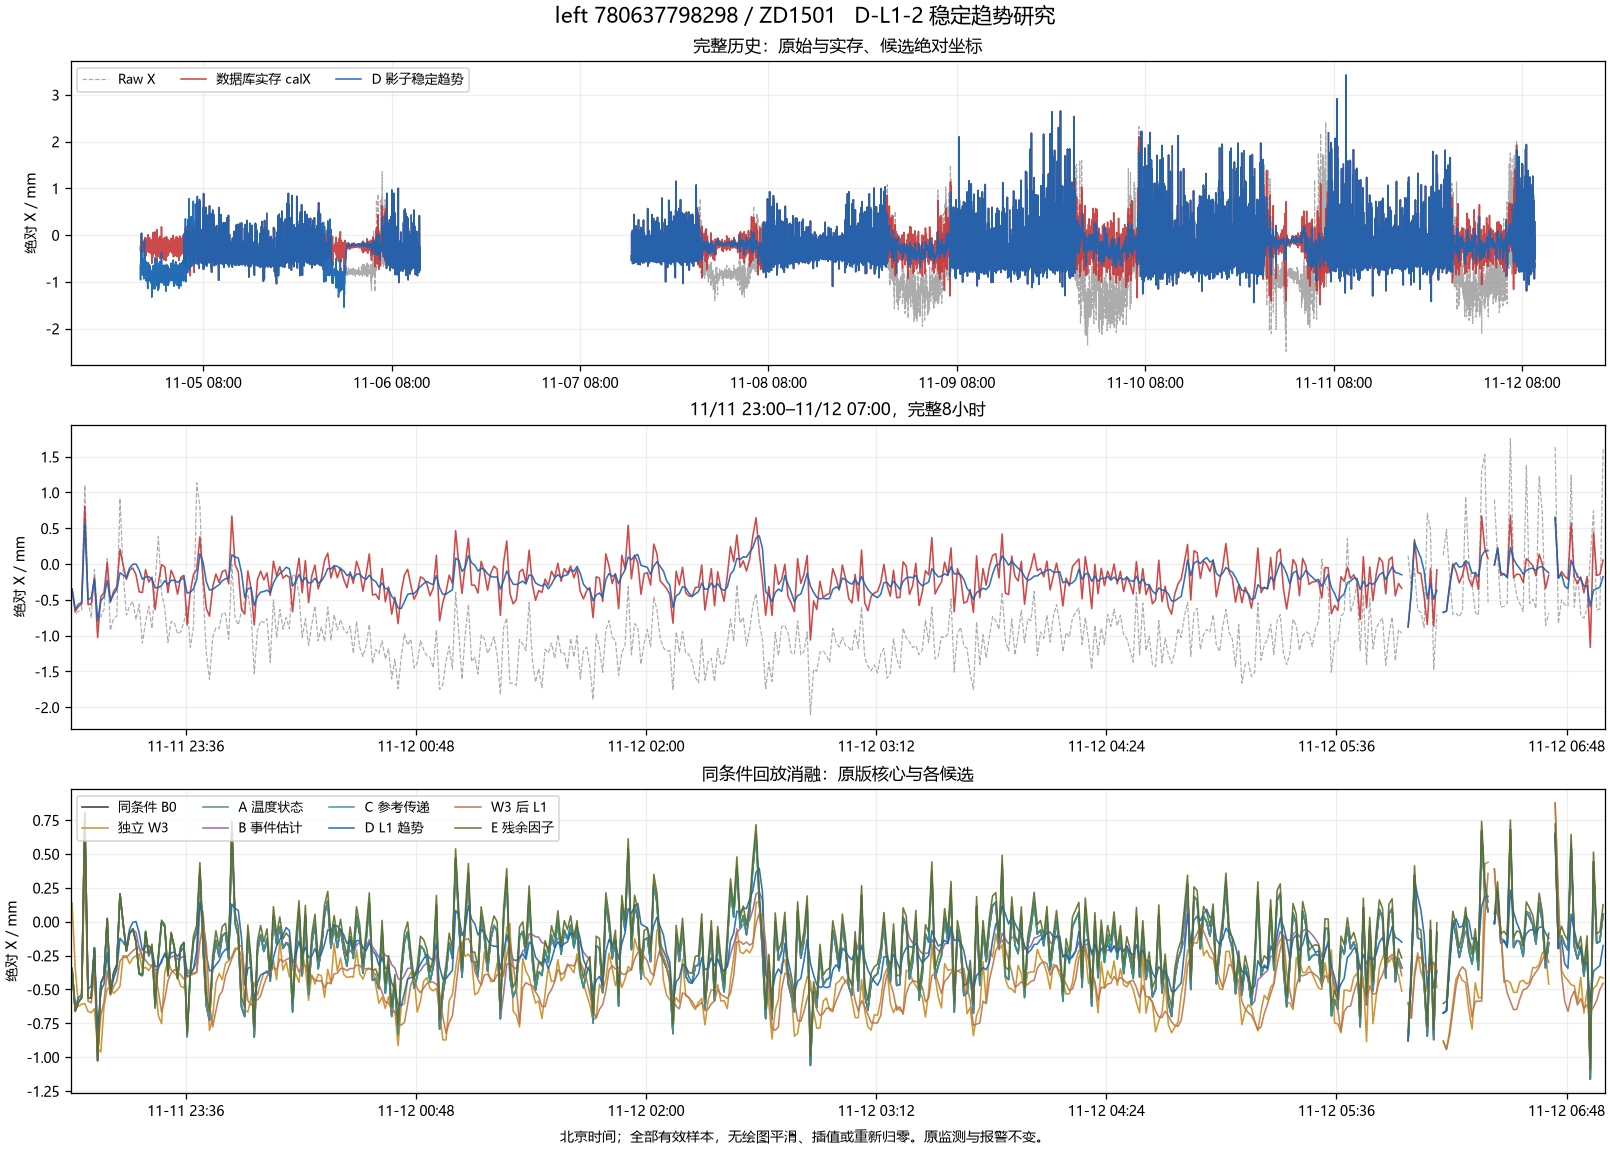 left 780637798298 / ZD1501   D-L1-2 稳定趋势研究
完整历史：原始与实存、候选绝对坐标
Raw X
数据库实存 calX
D 影子稳定趋势
绝对 X / mm
3
2
1
0
-1
-2
11-05 08:00
11-06 08:00
11-07 08:00
11-08 08:00
11-09 08:00
11-10 08:00
11-11 08:00
11-12 08:00
11/11 23:00–11/12 07:00，完整8小时
绝对 X / mm
1.5
1.0
0.5
0.0
-0.5
-1.0
-1.5
-2.0
11-11 23:36
11-12 00:48
11-12 02:00
11-12 03:12
11-12 04:24
11-12 05:36
11-12 06:48
同条件回放消融：原版核心与各候选
同条件 B0
A 温度状态
C 参考传递
W3 后 L1
独立 W3
B 事件估计
D L1 趋势
E 残余因子
绝对 X / mm
0.75
0.50
0.25
0.00
-0.25
-0.50
-0.75
-1.00
-1.25
11-11 23:36
11-12 00:48
11-12 02:00
11-12 03:12
11-12 04:24
11-12 05:36
11-12 06:48
北京时间；全部有效样本，无绘图平滑、插值或重新归零。原监测与报警不变。